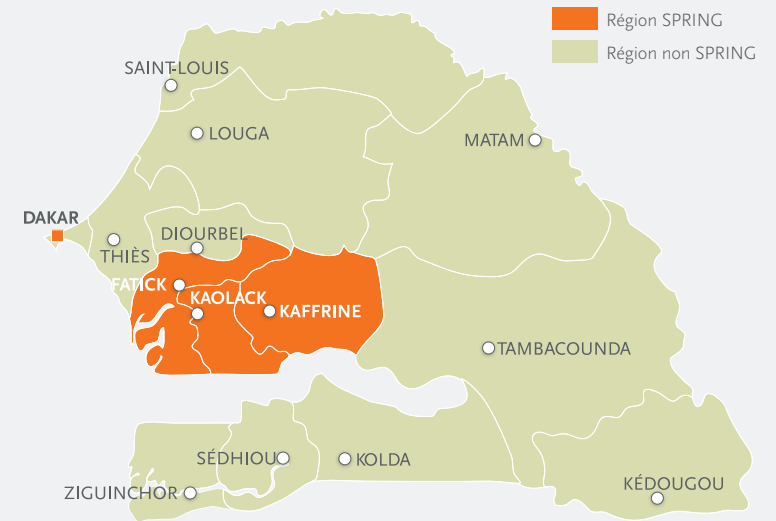 Région SPRING
Région non SPRING
SAINT-LOUIS
LOUGA
MATAM
DAKAR
DIOURBEL
THIÈS
FATICK
KAOLACK
KAFFRINE
TAMBACOUNDA
SÉDHIOU
KOLDA
KÉDOUGOU
ZIGUINCHOR